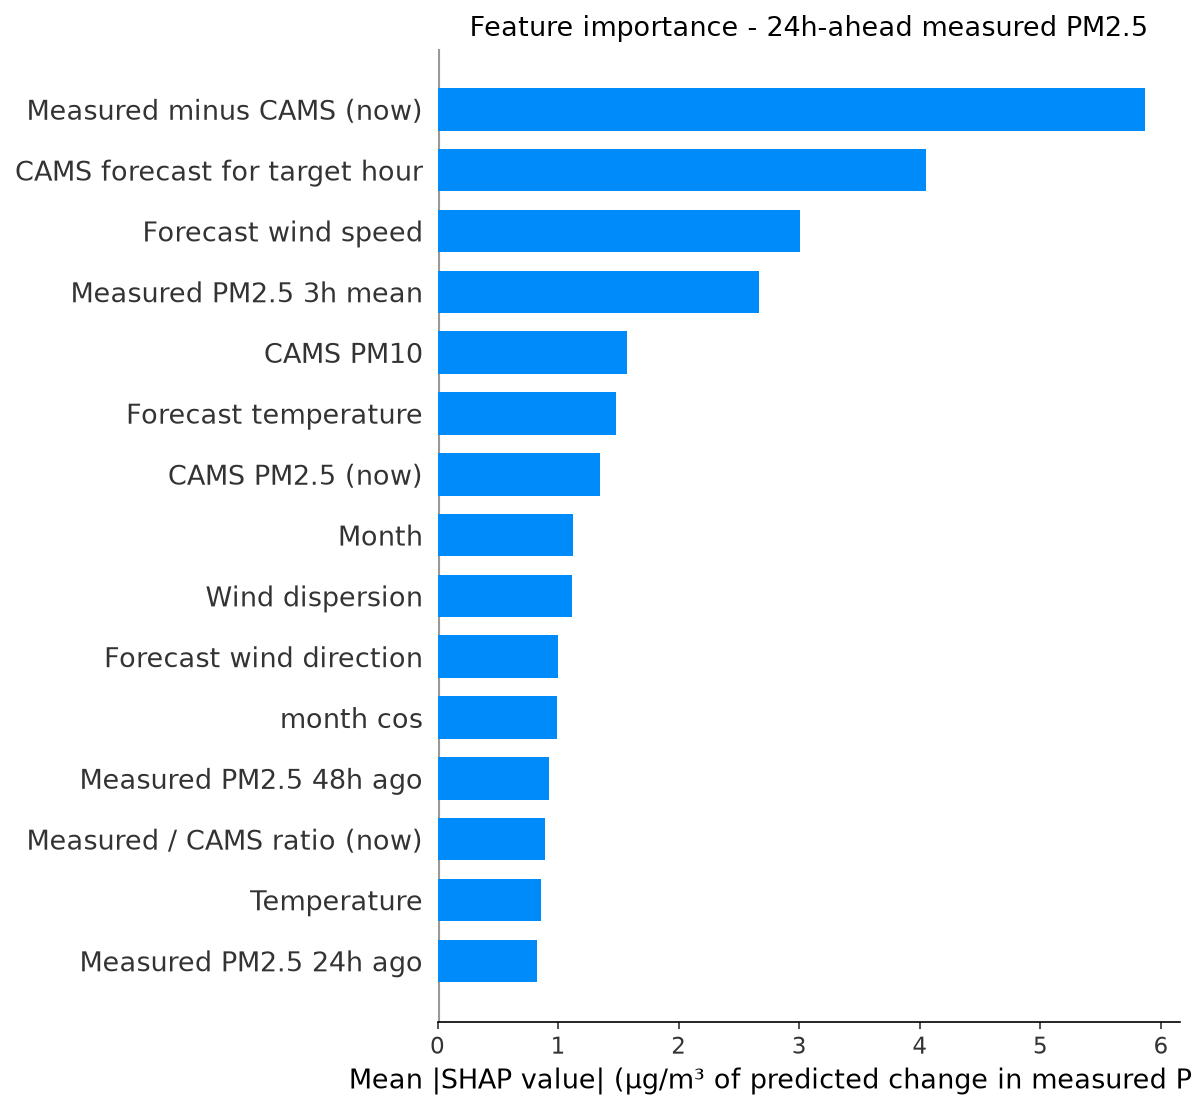 Feature importance - 24h-ahead measured PM2.5
Measured minus CAMS (now)
CAMS forecast for target hour
Forecast wind speed
Measured PM2.5 3h mean
CAMS PM10
Forecast temperature
CAMS PM2.5 (now)
Month
Wind dispersion
Forecast wind direction
month cos
Measured PM2.5 48h ago
Measured / CAMS ratio (now)
Temperature
Measured PM2.5 24h ago
0 1 2 3 4 5 6
Mean |SHAP value| (μg/m³ of predicted change in measured P